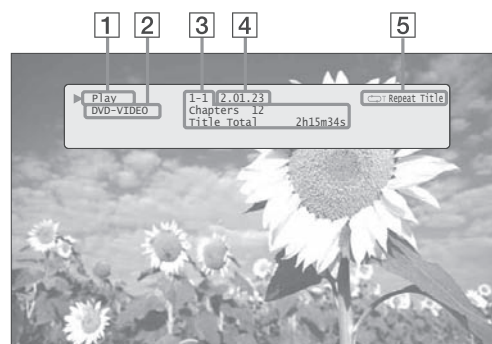 1 2 3 4 5
Play 1-1 2.01.23 T Repeat Title
DVD-VIDEO Chapters 12
Title Total 2h15m34s